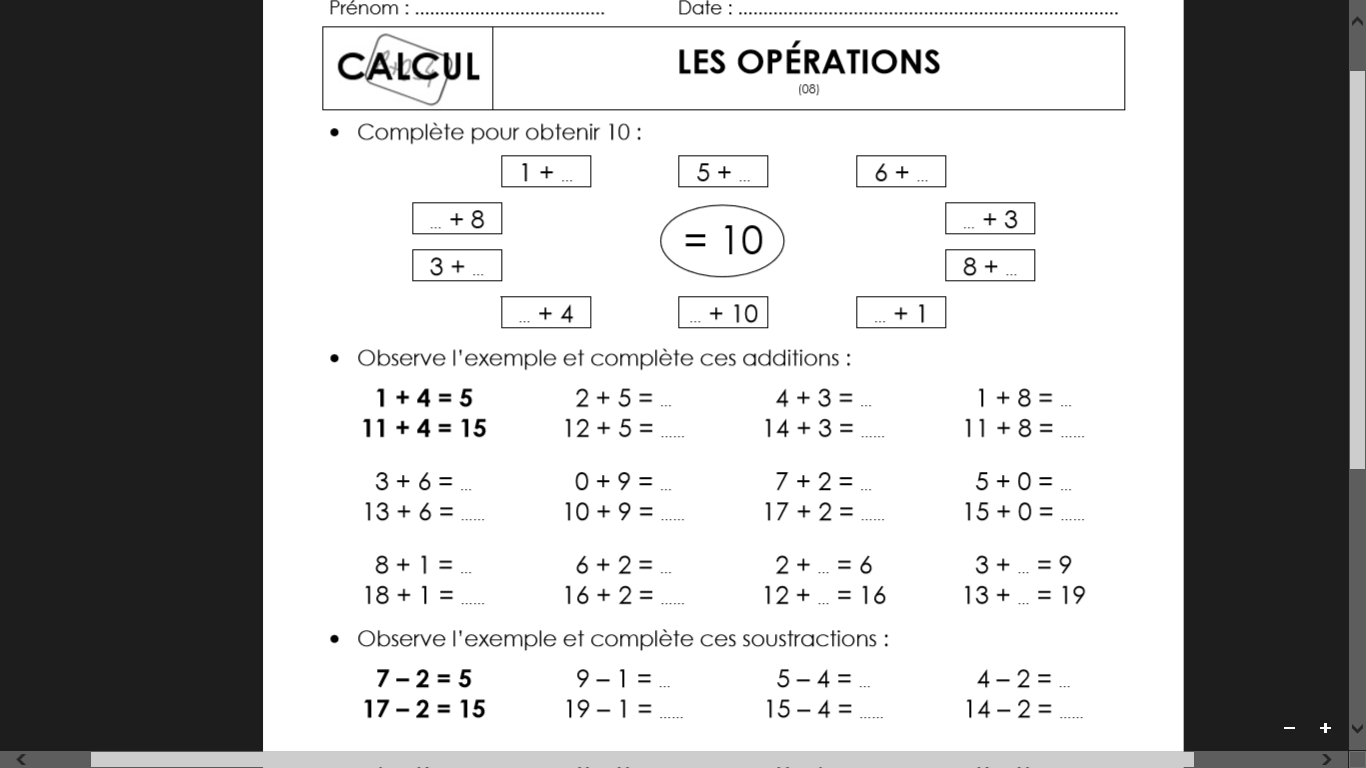 Prénom : ...................................... Date : ............................................................................
CALCUL
LES OPÉRATIONS
(08)
• Complète pour obtenir 10 :
1 + ... 5 + ... 6 + ...
... + 8 ... + 3
= 10
3 + ... 8 + ...
... + 4 ... + 10 ... + 1
• Observe l’exemple et complète ces additions :
1 + 4 = 5 2 + 5 = ... 4 + 3 = ... 1 + 8 = ...
11 + 4 = 15 12 + 5 = ...... 14 + 3 = ...... 11 + 8 = ......
3 + 6 = ... 0 + 9 = ... 7 + 2 = ... 5 + 0 = ...
13 + 6 = ...... 10 + 9 = ...... 17 + 2 = ...... 15 + 0 = ......
8 + 1 = ... 6 + 2 = ... 2 + ... = 6 3 + ... = 9
18 + 1 = ...... 16 + 2 = ...... 12 + ... = 16 13 + ... = 19
• Observe l’exemple et complète ces soustractions :
7 – 2 = 5 9 – 1 = ... 5 – 4 = ... 4 – 2 = ...
17 – 2 = 15 19 – 1 = ...... 15 – 4 = ...... 14 – 2 = ......